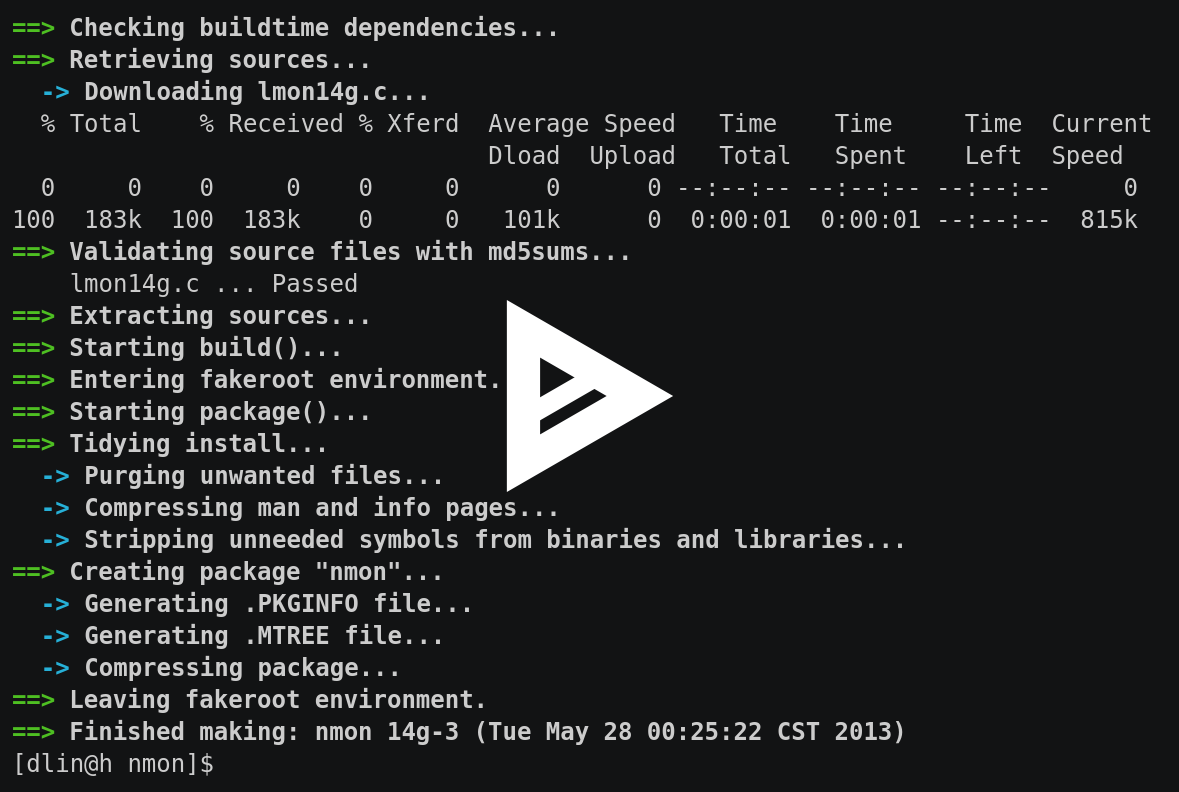 ==> Checking buildtime dependencies...
==> Retrieving sources...
  -> Downloading lmon14g.c...
  % Total    % Received % Xferd  Average Speed   Time    Time     Time  Current
                                 Dload  Upload   Total   Spent    Left  Speed
  0     0    0     0    0     0      0      0 --:--:-- --:--:-- --:--:--     0
100  183k  100  183k    0     0   101k      0  0:00:01  0:00:01 --:--:--  815k
==> Validating source files with md5sums...
    lmon14g.c ... Passed
==> Extracting sources...
==> Starting build()...
==> Entering fakeroot environment.
==> Starting package()...
==> Tidying install...
  -> Purging unwanted files...
  -> Compressing man and info pages...
  -> Stripping unneeded symbols from binaries and libraries...
==> Creating package "nmon"...
  -> Generating .PKGINFO file...
  -> Generating .MTREE file...
  -> Compressing package...
==> Leaving fakeroot environment.
==> Finished making: nmon 14g-3 (Tue May 28 00:25:22 CST 2013)
[dlin@h nmon]$